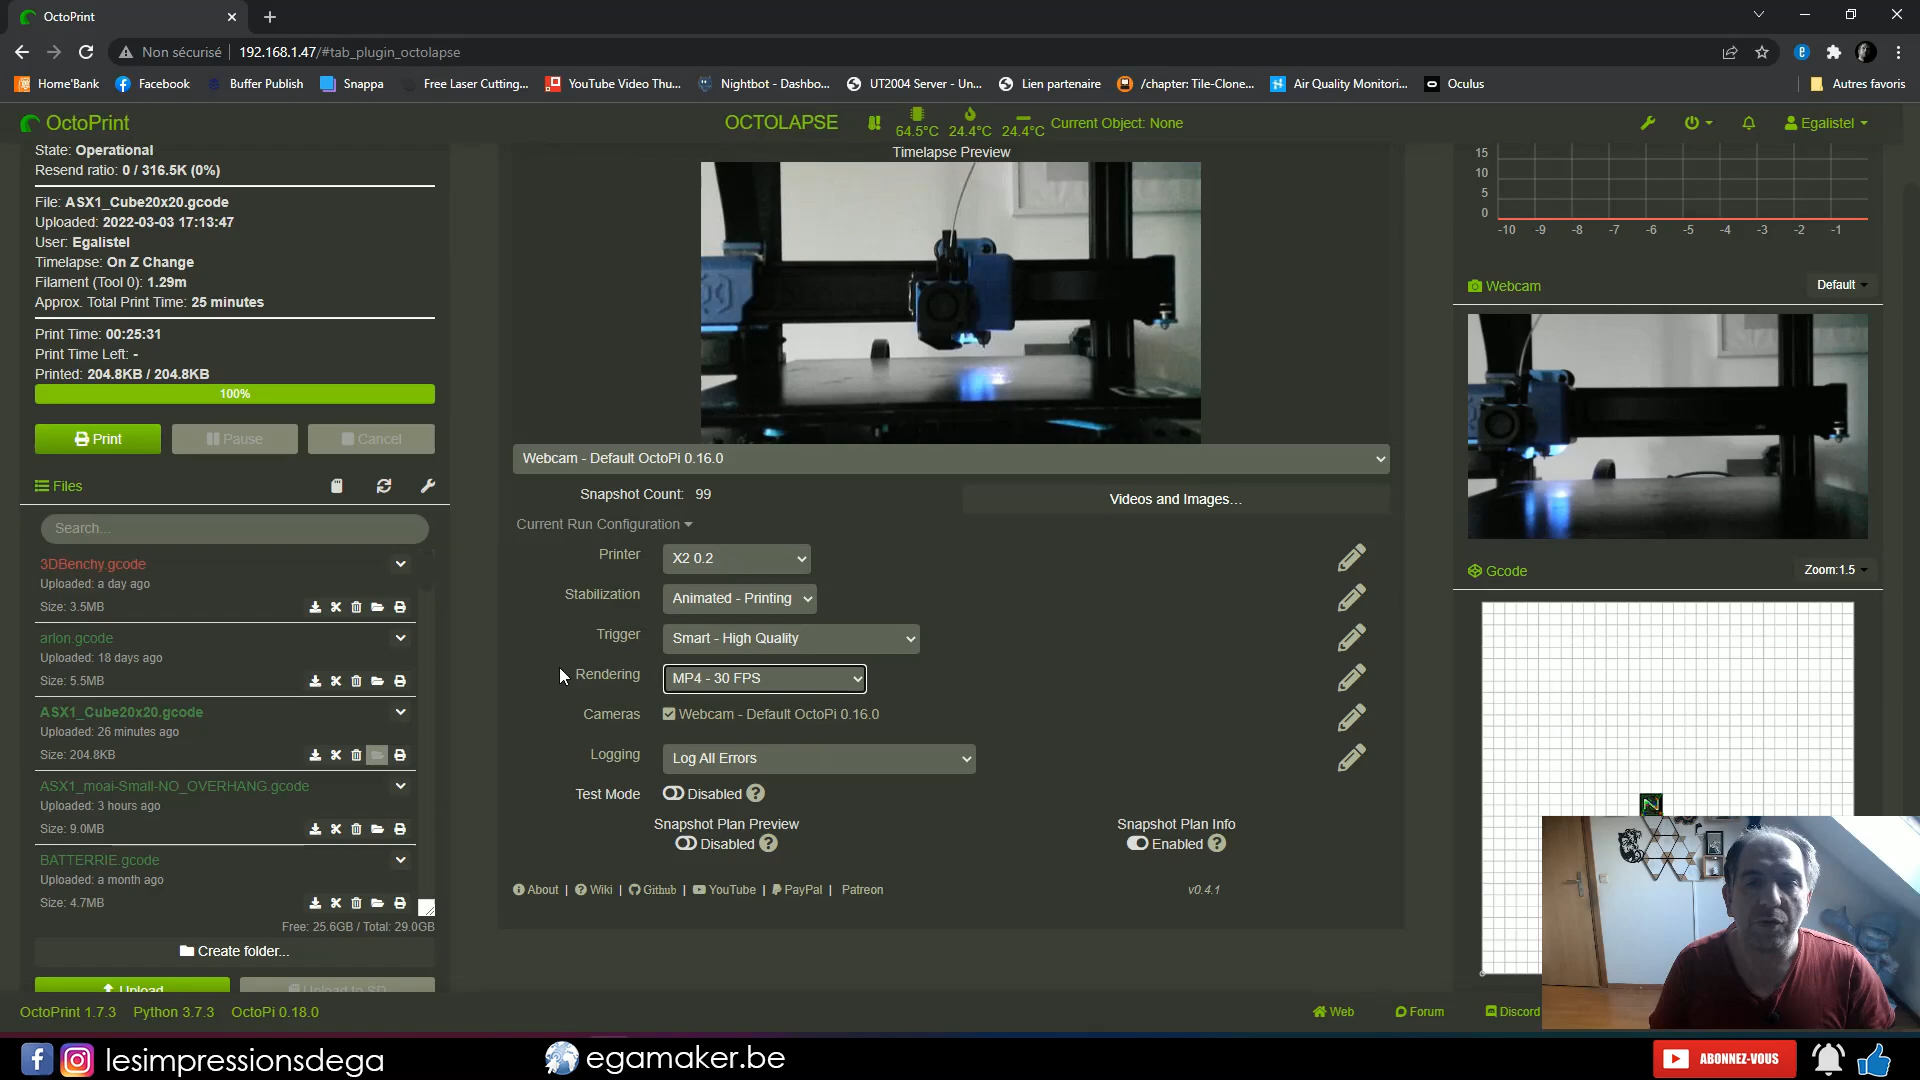 OctoPrint
Non sécurisé
192.168.1.47/#tab_plugin_octolapse
Home'Bank
Facebook
Buffer Publish
Snappa
Free Laser Cutting...
YouTube Video Thu...
Nightbot - Dashbo...
UT2004 Server - Un...
Lien partenaire
/chapter: Tile-Clone...
Air Quality Monitori...
Oculus
Autres favoris
OctoPrint
OCTOLAPSE
64.5°C
24.4°C
24.4°C
Current Object: None
Egalistel
State: Operational
Resend ratio: 0 / 316.5K (0%)
File: ASX1_Cube20x20.gcode
Uploaded: 2022-03-03 17:13:47
User: Egalistel
Timelapse: On Z Change
Filament (Tool 0): 1.29m
Approx. Total Print Time: 25 minutes
Print Time: 00:25:31
Print Time Left: -
Printed: 204.8KB / 204.8KB
100%
Print
Pause
Cancel
Files
Search...
3DBenchy.gcode
Uploaded: a day ago
Size: 3.5MB
arlon.gcode
Uploaded: 18 days ago
Size: 5.5MB
ASX1_Cube20x20.gcode
Uploaded: 26 minutes ago
Size: 204.8KB
ASX1_moai-Small-NO_OVERHANG.gcode
Uploaded: 3 hours ago
Size: 9.0MB
BATTERRIE.gcode
Uploaded: a month ago
Size: 4.7MB
Free: 25.6GB / Total: 29.0GB
Create folder...
Upload
Upload to SD
Timelapse Preview
Webcam - Default OctoPi 0.16.0
Snapshot Count: 99
Videos and Images...
Current Run Configuration
Printer
X2 0.2
Stabilization
Animated - Printing
Trigger
Smart - High Quality
Rendering
MP4 - 30 FPS
Cameras
Webcam - Default OctoPi 0.16.0
Logging
Log All Errors
Test Mode
Disabled
Snapshot Plan Preview
Disabled
Snapshot Plan Info
Enabled
About | Wiki | Github | YouTube | PayPal | Patreon
v0.4.1
15
10
5
0
-10 -9 -8 -7 -6 -5 -4 -3 -2 -1
Webcam
Default
Gcode
Zoom:1.5
OctoPrint 1.7.3 Python 3.7.3 OctoPi 0.18.0
Web
Forum
Discord
lesimpressionsdega
egamaker.be
ABONNEZ-VOUS